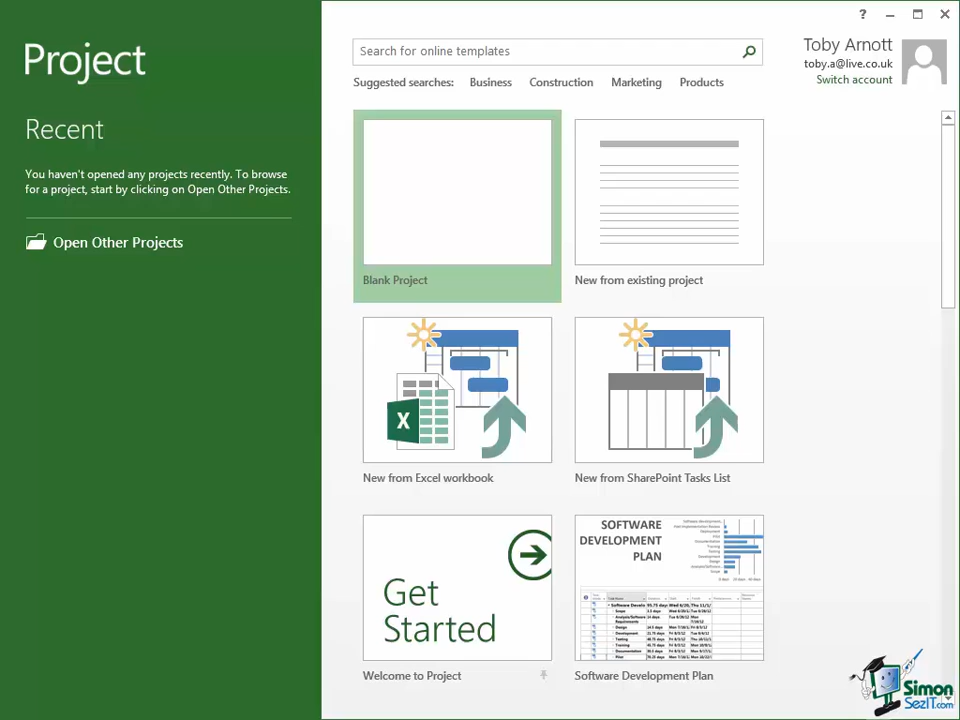 ?
Project
Recent
You haven't opened any projects recently. To browse
for a project, start by clicking on Open Other Projects.
Open Other Projects
Search for online templates
Suggested searches: Business Construction Marketing Products
Toby Arnott
toby.a@live.co.uk
Switch account
Blank Project
New from existing project
X
New from Excel workbook
New from SharePoint Tasks List
Get
Started
Welcome to Project
SOFTWARE
DEVELOPMENT
PLAN
Software Development Plan
Simon
SezIT.com